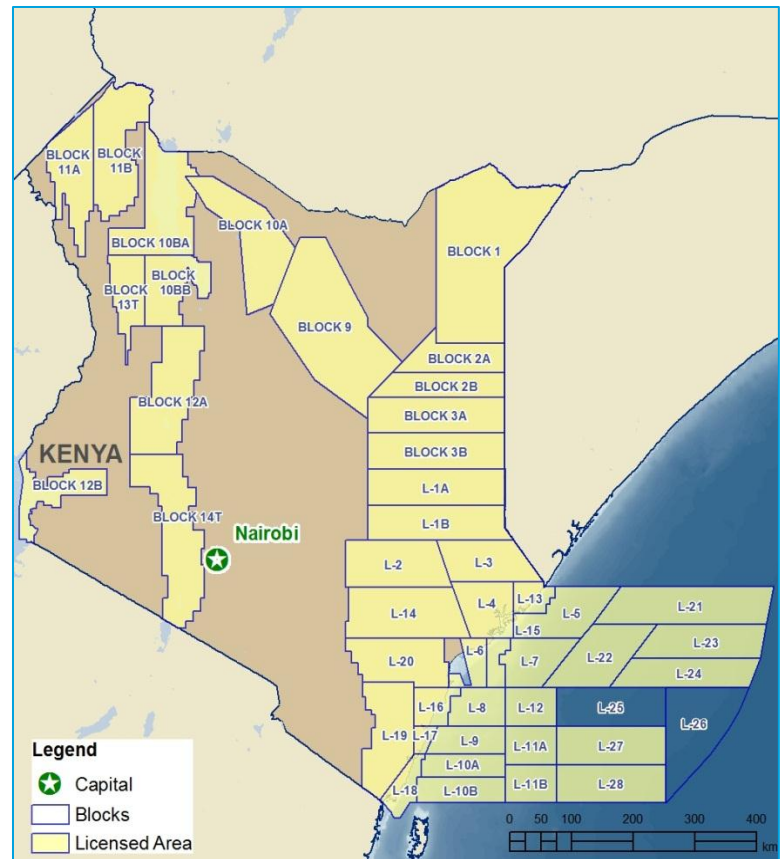 BLOCK
11A
BLOCK
11B
BLOCK 10A
BLOCK 10BA
BLOCK 1
BLOCK
13T
BLOCK
10BB
BLOCK 9
BLOCK 2A
BLOCK 2B
BLOCK 12A
BLOCK 3A
BLOCK 3B
KENYA
BLOCK 12B
L-1A
BLOCK 14T
L-1B
Nairobi
L-2
L-3
L-4
L-13
L-5
L-21
L-14
L-15
L-6
L-7
L-22
L-23
L-24
L-20
L-16
L-8
L-12
L-25
L-26
L-19
L-17
L-9
L-11A
L-27
L-10A
L-18
L-10B
L-11B
L-28
Legend
Capital
Blocks
Licensed Area
0 50 100 200 300 400
km